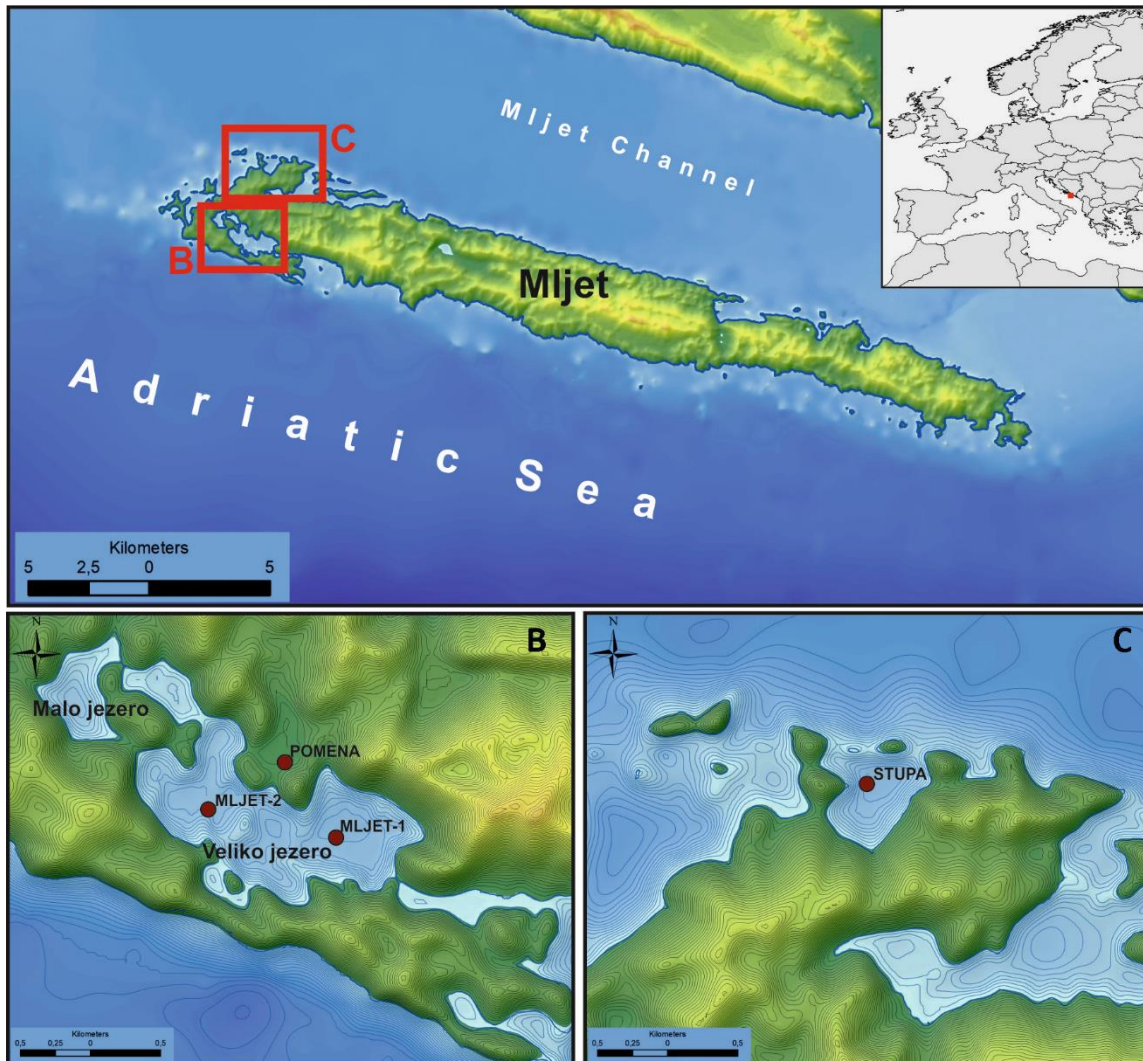 C
B
Mljet Channel
Mljet
Adriatic Sea
Kilometers
5 2,5 0 5
N
B
Malo jezero
POMENA
MLJET-2
MLJET-1
Veliko jezero
Kilometers
0,5 0,25 0 0,5
N
C
STUPA
Kilometers
0,5 0,25 0 0,5